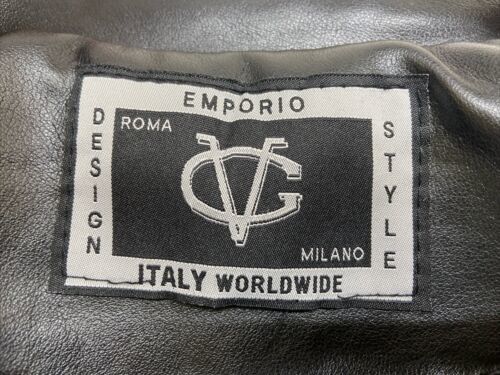 EMPORIO
DESIGN
ROMA
VG
MILANO
STYLE
ITALY WORLDWIDE